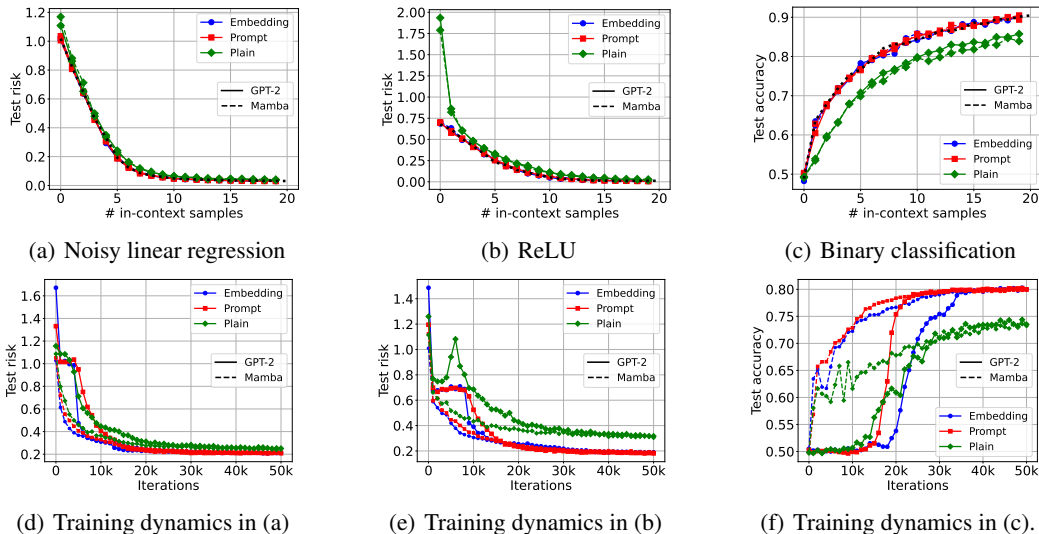 Test risk
1.2
1.0
0.8
0.6
0.4
0.2
0.0
Embedding
Prompt
Plain
GPT-2
Mamba
0 5 10 15 20
# in-context samples
(a) Noisy linear regression
Test risk
2.00
1.75
1.50
1.25
1.00
0.75
0.50
0.25
0.00
Embedding
Prompt
Plain
GPT-2
Mamba
0 5 10 15 20
# in-context samples
(b) ReLU
Test accuracy
0.9
0.8
0.7
0.6
0.5
GPT-2
Mamba
Embedding
Prompt
Plain
0 5 10 15 20
# in-context samples
(c) Binary classification
Test risk
1.6
1.4
1.2
1.0
0.8
0.6
0.4
0.2
Embedding
Prompt
Plain
GPT-2
Mamba
0 10k 20k 30k 40k 50k
Iterations
(d) Training dynamics in (a)
Test risk
1.4
1.2
1.0
0.8
0.6
0.4
0.2
Embedding
Prompt
Plain
GPT-2
Mamba
0 10k 20k 30k 40k 50k
Iterations
(e) Training dynamics in (b)
Test accuracy
0.80
0.75
0.70
0.65
0.60
0.55
0.50
GPT-2
Mamba
Embedding
Prompt
Plain
0 10k 20k 30k 40k 50k
Iterations
(f) Training dynamics in (c).